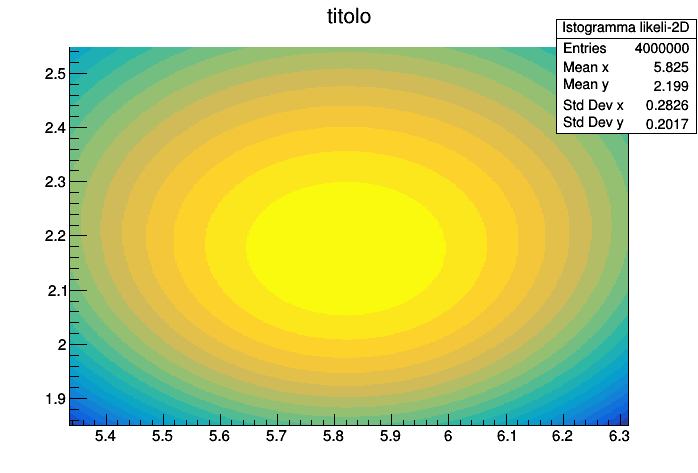 titolo
Istogramma likeli-2D
Entries 4000000
Mean x 5.825
Mean y 2.199
Std Dev x 0.2826
Std Dev y 0.2017
2.5
2.4
2.3
2.2
2.1
2
1.9
5.4 5.5 5.6 5.7 5.8 5.9 6 6.1 6.2 6.3